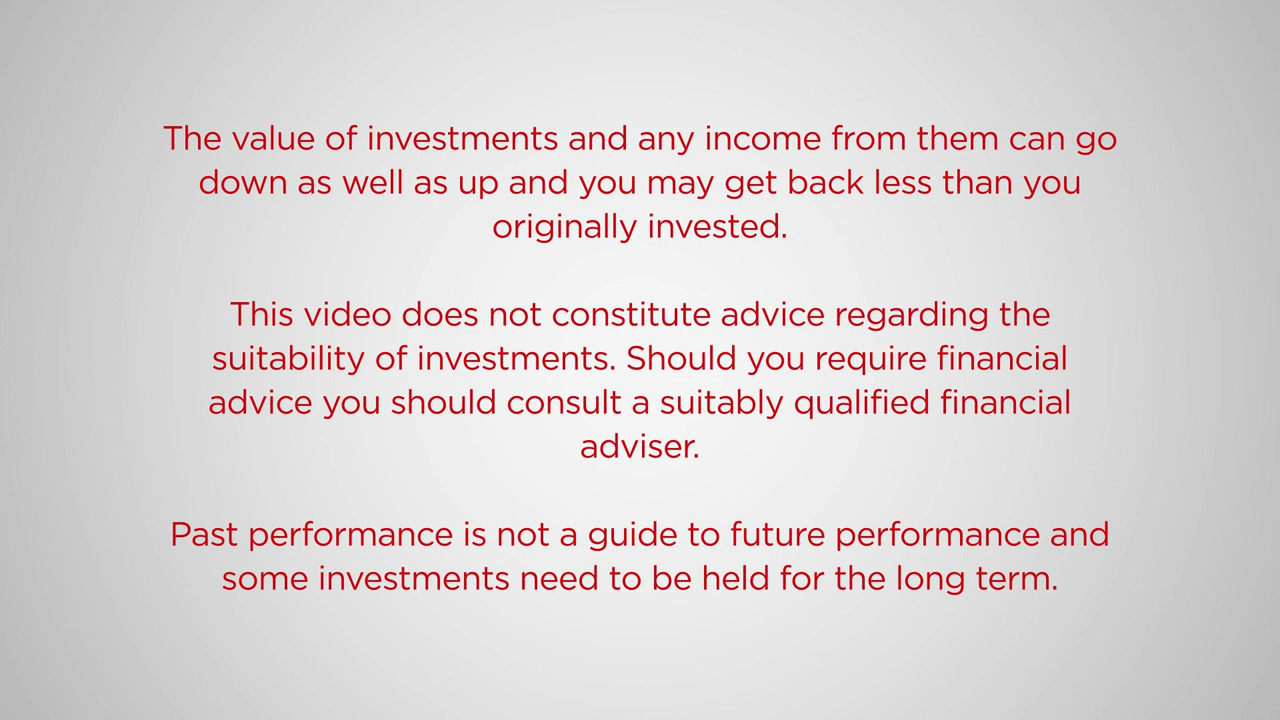 The value of investments and any income from them can go
down as well as up and you may get back less than you
originally invested.
This video does not constitute advice regarding the
suitability of investments. Should you require financial
advice you should consult a suitably qualified financial
adviser.
Past performance is not a guide to future performance and
some investments need to be held for the long term.